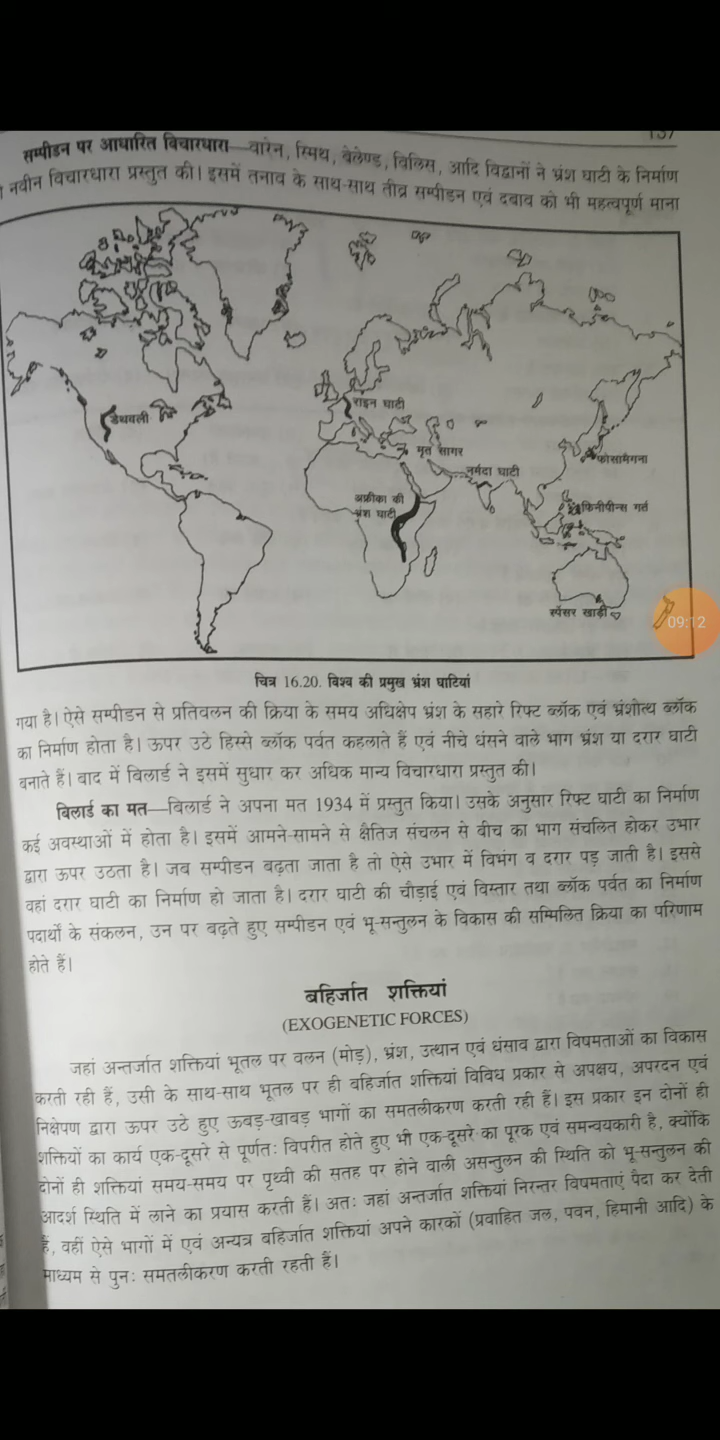 137
सम्पीडन पर आधारित विचारधारा—वारेन, स्मिथ, बेलेण्ड, विलिस, आदि विद्वानों ने भ्रंश घाटी के निर्माण
नवीन विचारधारा प्रस्तुत की। इसमें तनाव के साथ-साथ तीव्र सम्पीडन एवं दबाव को भी महत्वपूर्ण माना
डेथवली
राइन घाटी
मृत सागर
नर्मदा घाटी
फोसामैगना
अफ्रीका की
भ्रंश घाटी
फिनीपीन्स गर्त
स्पेंसर खाड़ी
09:12
चित्र 16.20. विश्व की प्रमुख भ्रंश घाटियां
गया है। ऐसे सम्पीडन से प्रतिवलन की क्रिया के समय अधिक्षेप भ्रंश के सहारे रिफ्ट ब्लॉक एवं भ्रंशोत्थ ब्लॉक
का निर्माण होता है। ऊपर उठे हिस्से ब्लॉक पर्वत कहलाते हैं एवं नीचे धंसने वाले भाग भ्रंश या दरार घाटी
बनाते हैं। बाद में बिलार्ड ने इसमें सुधार कर अधिक मान्य विचारधारा प्रस्तुत की।
बिलार्ड का मत—बिलार्ड ने अपना मत 1934 में प्रस्तुत किया। उसके अनुसार रिफ्ट घाटी का निर्माण
कई अवस्थाओं में होता है। इसमें आमने-सामने से क्षैतिज संचलन से बीच का भाग संचलित होकर उभार
द्वारा ऊपर उठता है। जब सम्पीडन बढ़ता जाता है तो ऐसे उभार में विभंग व दरार पड़ जाती है। इससे
वहां दरार घाटी का निर्माण हो जाता है। दरार घाटी की चौड़ाई एवं विस्तार तथा ब्लॉक पर्वत का निर्माण
पदार्थों के संकलन, उन पर बढ़ते हुए सम्पीडन एवं भू-सन्तुलन के विकास की सम्मिलित क्रिया का परिणाम
होते हैं।
बहिर्जात शक्तियां
(EXOGENETIC FORCES)
जहां अन्तर्जात शक्तियां भूतल पर वलन (मोड़), भ्रंश, उत्थान एवं धंसाव द्वारा विषमताओं का विकास
करती रही हैं, उसी के साथ-साथ भूतल पर ही बहिर्जात शक्तियां विविध प्रकार से अपक्षय, अपरदन एवं
निक्षेपण द्वारा ऊपर उठे हुए ऊबड़-खाबड़ भागों का समतलीकरण करती रही हैं। इस प्रकार इन दोनों ही
शक्तियों का कार्य एक-दूसरे से पूर्णतः विपरीत होते हुए भी एक-दूसरे का पूरक एवं समन्वयकारी है, क्योंकि
दोनों ही शक्तियां समय-समय पर पृथ्वी की सतह पर होने वाली असन्तुलन की स्थिति को भू-सन्तुलन की
आदर्श स्थिति में लाने का प्रयास करती हैं। अतः जहां अन्तर्जात शक्तियां निरन्तर विषमताएं पैदा कर देती
हैं, वहीं ऐसे भागों में एवं अन्यत्र बहिर्जात शक्तियां अपने कारकों (प्रवाहित जल, पवन, हिमानी आदि) के
माध्यम से पुनः समतलीकरण करती रहती हैं।